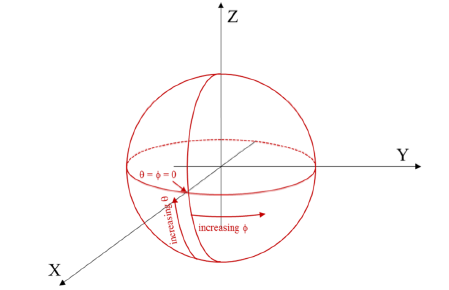 Z
Y
θ = ϕ = 0
increasing θ
increasing ϕ
X